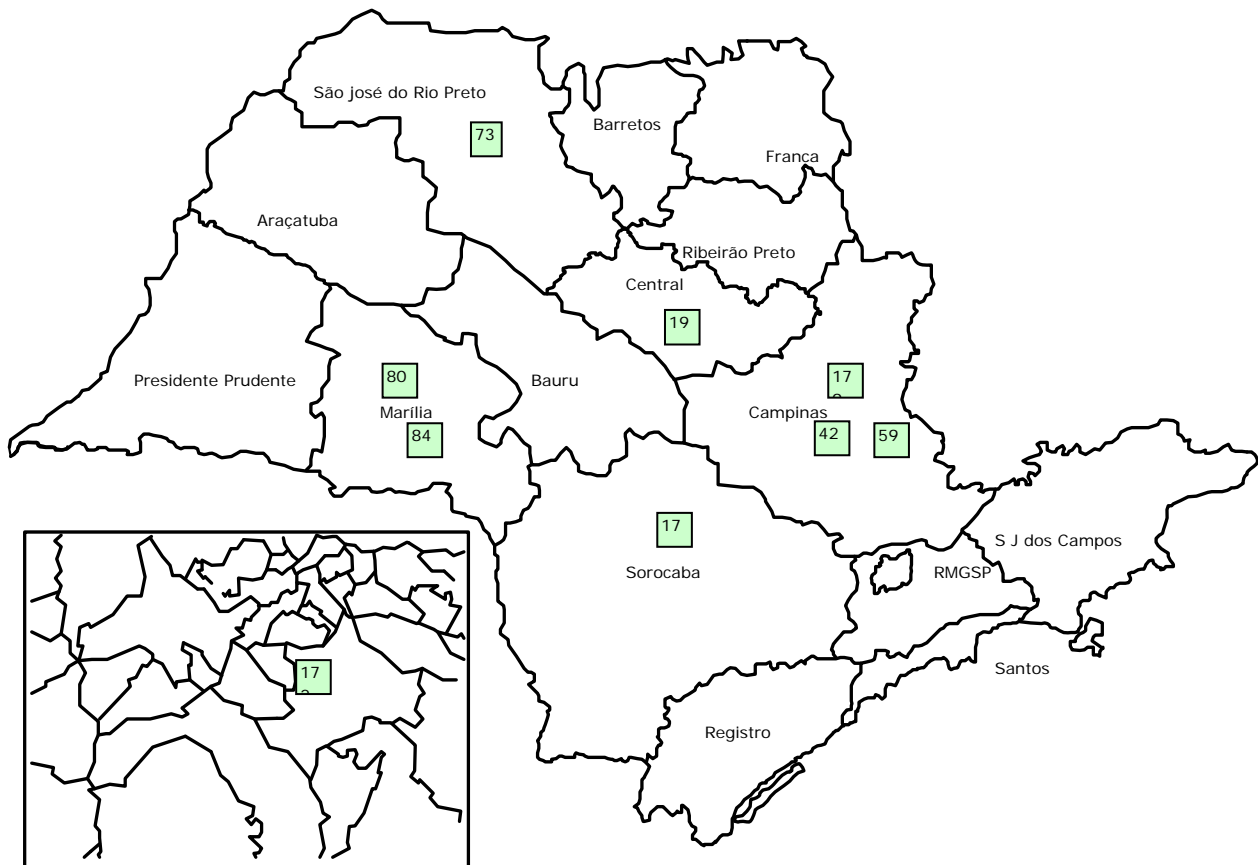 São josé do Rio Preto
73
Barretos
Franca
Araçatuba
Ribeirão Preto
Central
19
Presidente Prudente
80
Marília
84
Bauru
17
Campinas
42
59
17
Sorocaba
S J dos Campos
RMGSP
Santos
Registro
17